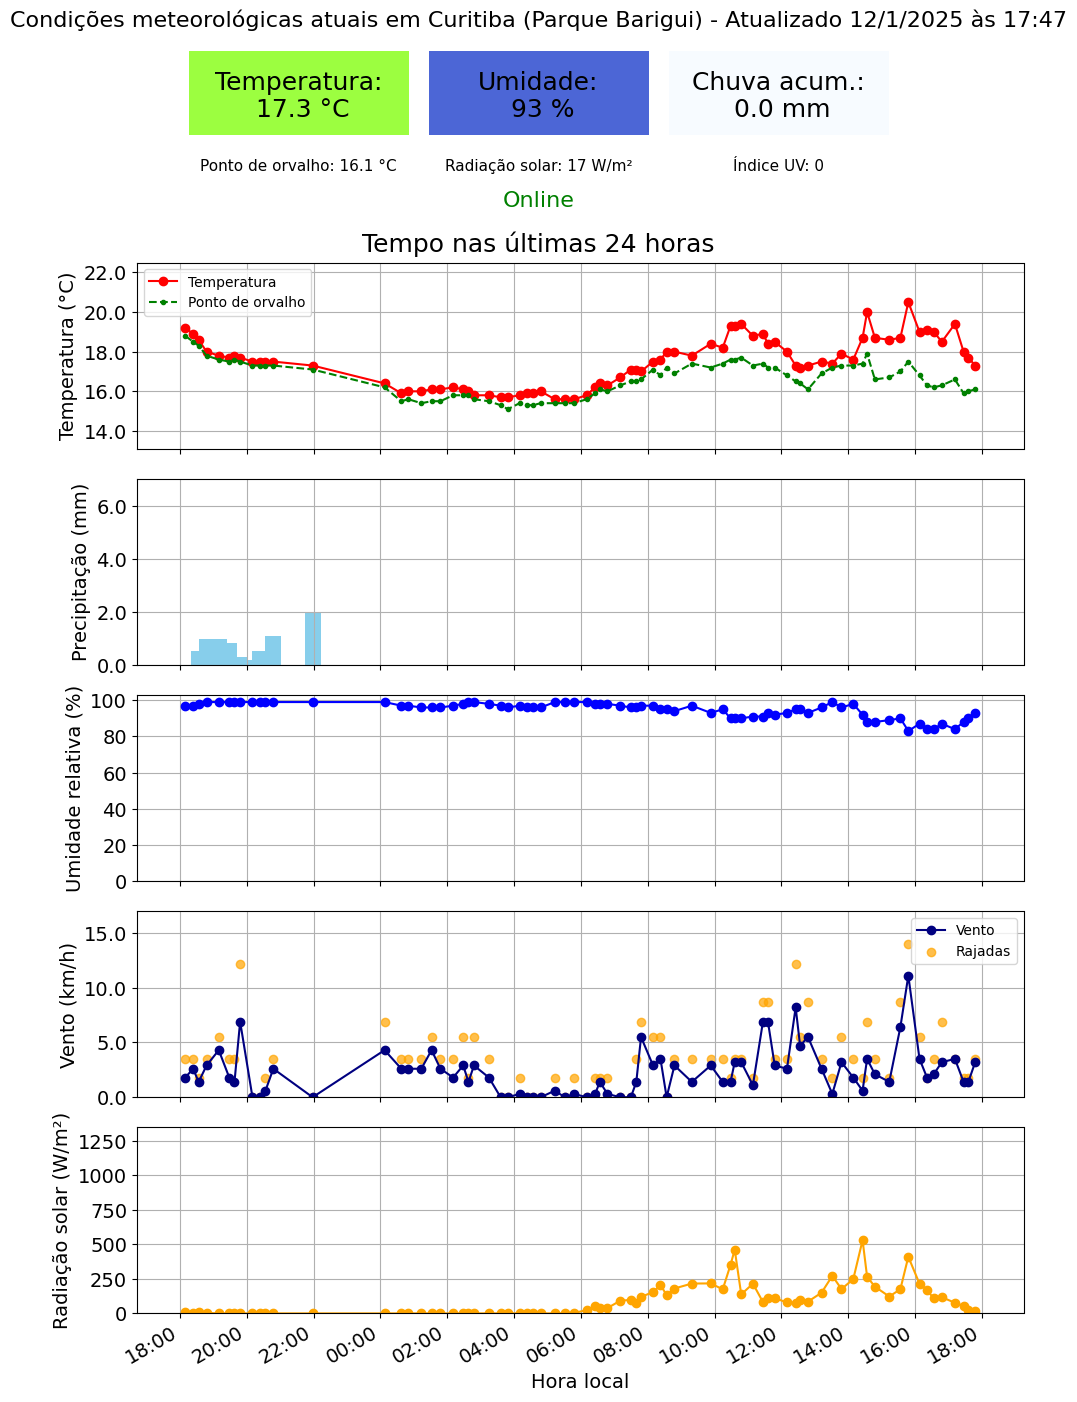 Condições meteorológicas atuais em Curitiba (Parque Barigui) - Atualizado 12/1/2025 às 17:47
Temperatura:
17.3 °C
Umidade:
93 %
Chuva acum.:
0.0 mm
Ponto de orvalho: 16.1 °C
Radiação solar: 17 W/m²
Índice UV: 0
Online
Tempo nas últimas 24 horas
Temperatura (°C)
22.0
20.0
18.0
16.0
14.0
Temperatura
Ponto de orvalho
Precipitação (mm)
6.0
4.0
2.0
0.0
Umidade relativa (%)
100
80
60
40
20
0
Vento (km/h)
15.0
10.0
5.0
0.0
Vento
Rajadas
Radiação solar (W/m²)
1250
1000
750
500
250
0
18:00
20:00
22:00
00:00
02:00
04:00
06:00
08:00
10:00
12:00
14:00
16:00
18:00
Hora local